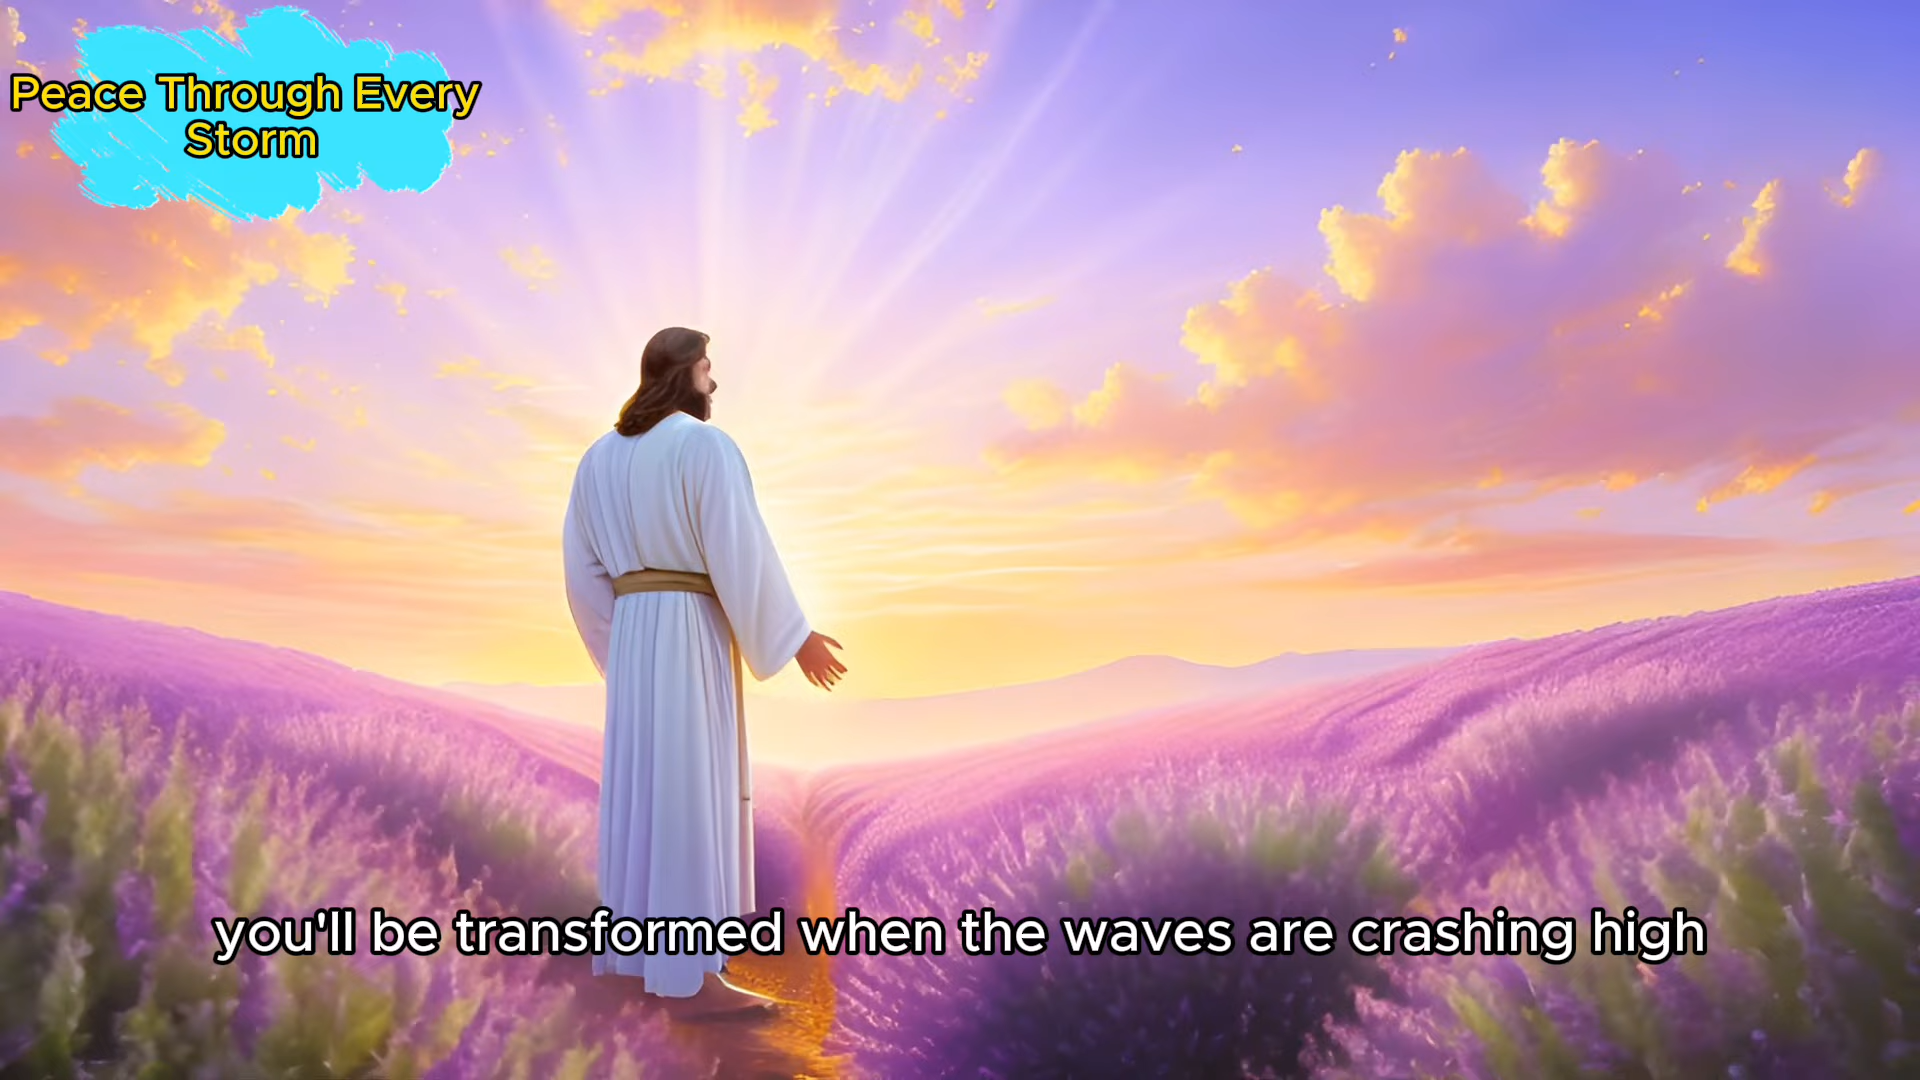 Peace Through Every
Storm
you'll be transformed when the waves are crashing high